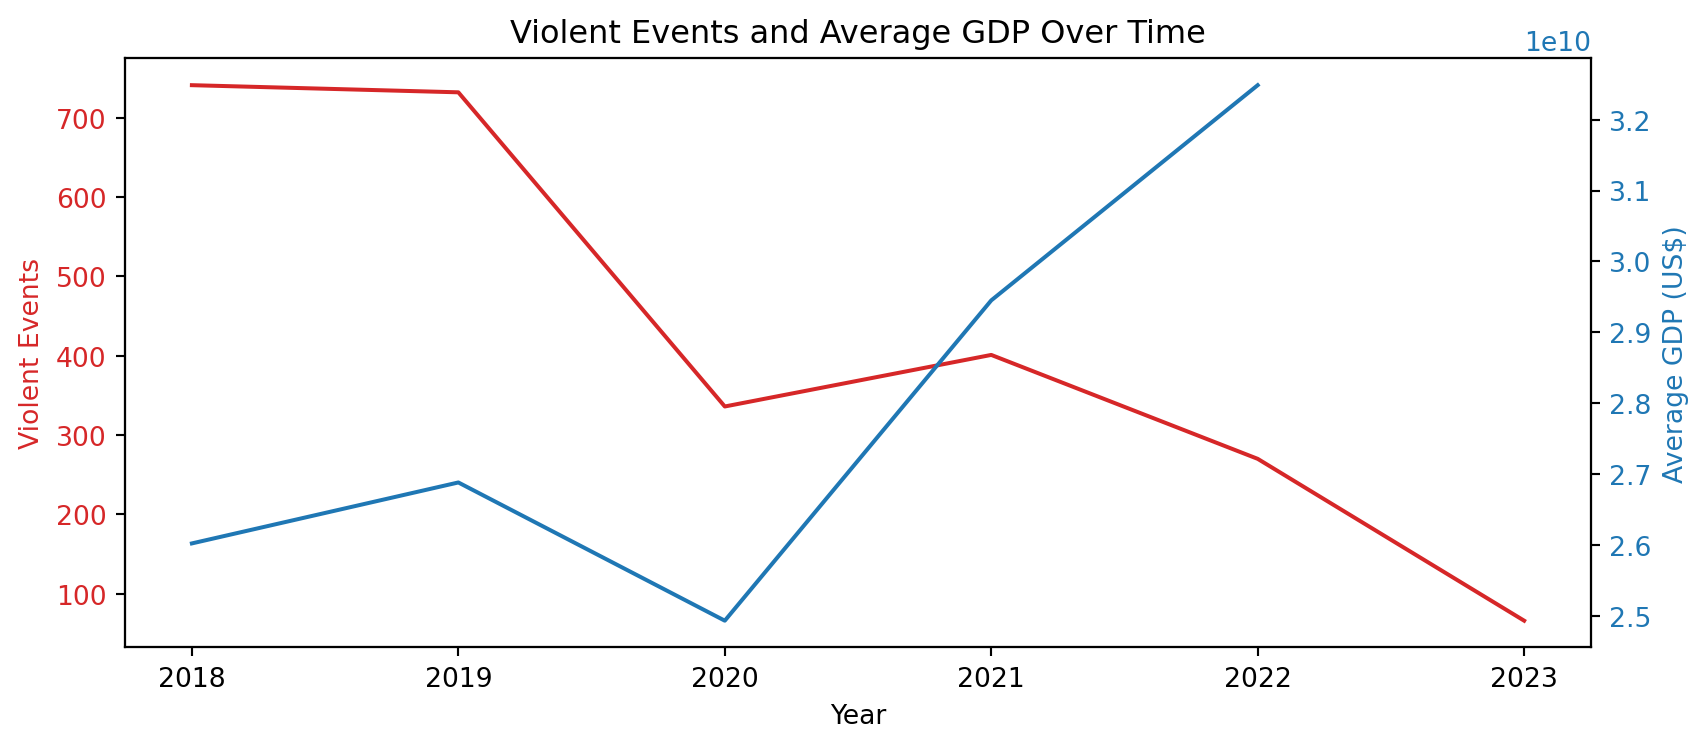 Violent Events and Average GDP Over Time
1e10
700
600
500
400
300
200
100
Violent Events
3.2
3.1
3.0
2.9
2.8
2.7
2.6
2.5
Average GDP (US$)
2018 2019 2020 2021 2022 2023
Year